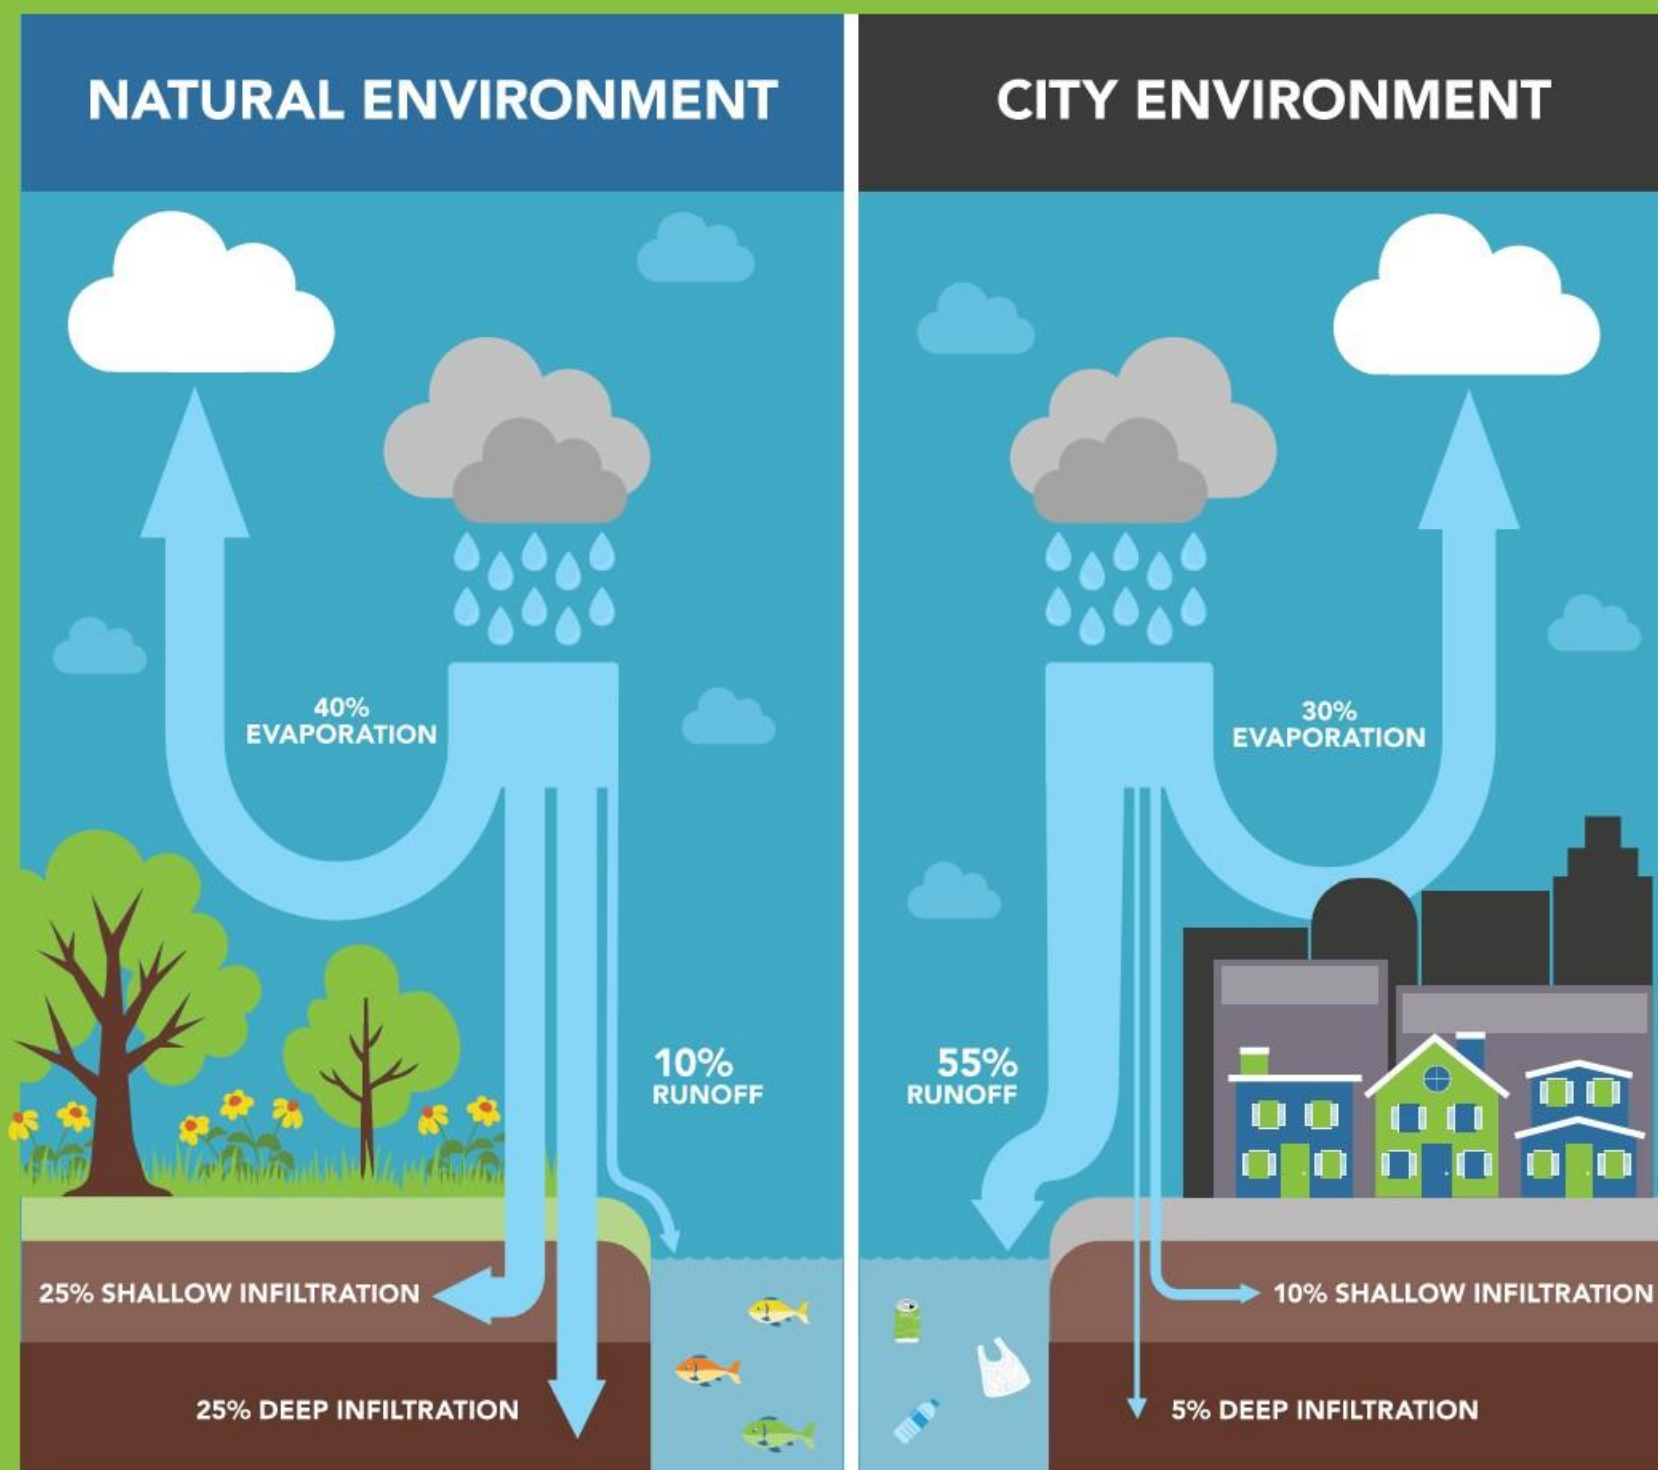 NATURAL ENVIRONMENT
40%
EVAPORATION
10%
RUNOFF
25% SHALLOW INFILTRATION
25% DEEP INFILTRATION
CITY ENVIRONMENT
30%
EVAPORATION
55%
RUNOFF
10% SHALLOW INFILTRATION
5% DEEP INFILTRATION